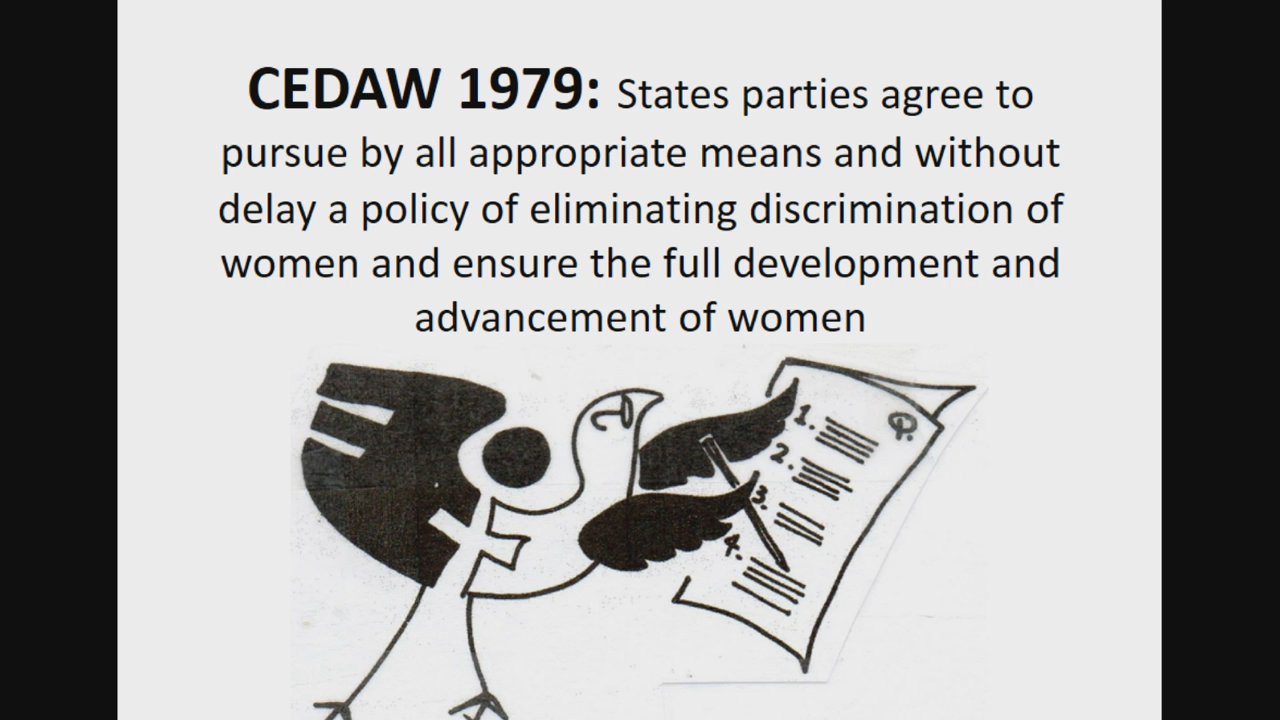 CEDAW 1979: States parties agree to
pursue by all appropriate means and without
delay a policy of eliminating discrimination of
women and ensure the full development and
advancement of women
1.
2.
3.
4.